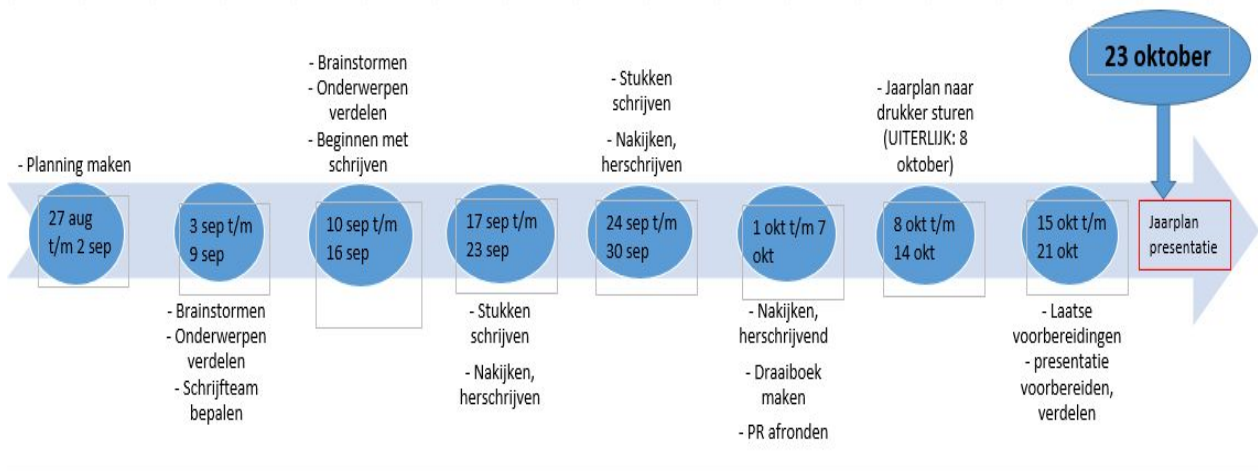 23 oktober
- Planning maken
27 aug
t/m 2 sep
3 sep t/m
9 sep
- Brainstormen
- Onderwerpen
verdelen
- Schrijfteam
bepalen
- Brainstormen
- Onderwerpen
verdelen
- Beginnen met
schrijven
10 sep t/m
16 sep
17 sep t/m
23 sep
- Stukken
schrijven
- Nakijken,
herschrijven
- Stukken
schrijven
- Nakijken,
herschrijven
24 sep t/m
30 sep
1 okt t/m 7
okt
- Nakijken,
herschrijvend
- Draaiboek
maken
- PR afronden
- Jaarplan naar
drukker sturen
(UITERLIJK: 8
oktober)
8 okt t/m
14 okt
15 okt t/m
21 okt
- Laatse
voorbereidingen
- presentatie
voorbereiden,
verdelen
Jaarplan
presentatie